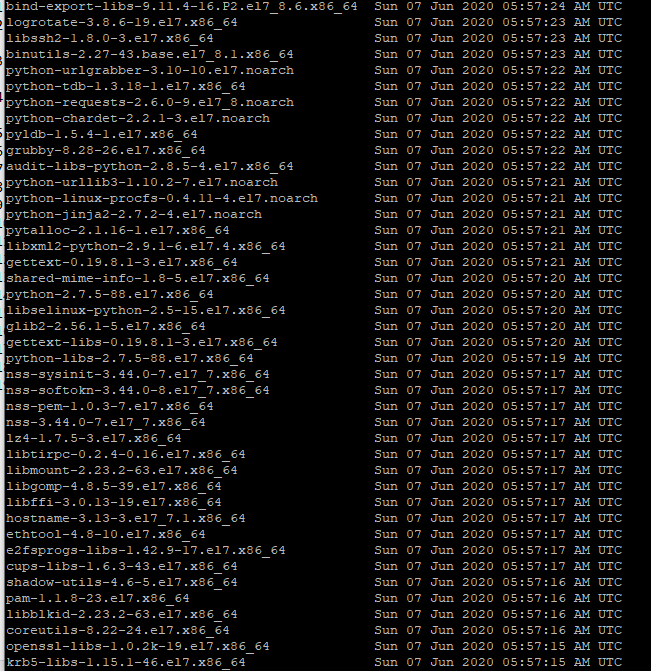 bind-export-libs-9.11.4-16.P2.el7_8.6.x86_64 Sun 07 Jun 2020 05:57:24 AM UTC
logrotate-3.8.6-19.el7.x86_64 Sun 07 Jun 2020 05:57:23 AM UTC
libssh2-1.8.0-3.el7.x86_64 Sun 07 Jun 2020 05:57:23 AM UTC
binutils-2.27-43.base.el7_8.1.x86_64 Sun 07 Jun 2020 05:57:23 AM UTC
python-urlgrabber-3.10-10.el7.noarch Sun 07 Jun 2020 05:57:22 AM UTC
python-tdb-1.3.18-1.el7.x86_64 Sun 07 Jun 2020 05:57:22 AM UTC
python-requests-2.6.0-9.el7_8.noarch Sun 07 Jun 2020 05:57:22 AM UTC
python-chardet-2.2.1-3.el7.noarch Sun 07 Jun 2020 05:57:22 AM UTC
pyldb-1.5.4-1.el7.x86_64 Sun 07 Jun 2020 05:57:22 AM UTC
grubby-8.28-26.el7.x86_64 Sun 07 Jun 2020 05:57:22 AM UTC
audit-libs-python-2.8.5-4.el7.x86_64 Sun 07 Jun 2020 05:57:22 AM UTC
python-urllib3-1.10.2-7.el7.noarch Sun 07 Jun 2020 05:57:21 AM UTC
python-linux-procfs-0.4.11-4.el7.noarch Sun 07 Jun 2020 05:57:21 AM UTC
python-jinja2-2.7.2-4.el7.noarch Sun 07 Jun 2020 05:57:21 AM UTC
pytalloc-2.1.16-1.el7.x86_64 Sun 07 Jun 2020 05:57:21 AM UTC
libxml2-python-2.9.1-6.el7.4.x86_64 Sun 07 Jun 2020 05:57:21 AM UTC
gettext-0.19.8.1-3.el7.x86_64 Sun 07 Jun 2020 05:57:21 AM UTC
shared-mime-info-1.8-5.el7.x86_64 Sun 07 Jun 2020 05:57:20 AM UTC
python-2.7.5-88.el7.x86_64 Sun 07 Jun 2020 05:57:20 AM UTC
libselinux-python-2.5-15.el7.x86_64 Sun 07 Jun 2020 05:57:20 AM UTC
glib2-2.56.1-5.el7.x86_64 Sun 07 Jun 2020 05:57:20 AM UTC
gettext-libs-0.19.8.1-3.el7.x86_64 Sun 07 Jun 2020 05:57:20 AM UTC
python-libs-2.7.5-88.el7.x86_64 Sun 07 Jun 2020 05:57:19 AM UTC
nss-sysinit-3.44.0-7.el7_7.x86_64 Sun 07 Jun 2020 05:57:17 AM UTC
nss-softokn-3.44.0-8.el7_7.x86_64 Sun 07 Jun 2020 05:57:17 AM UTC
nss-pem-1.0.3-7.el7.x86_64 Sun 07 Jun 2020 05:57:17 AM UTC
nss-3.44.0-7.el7_7.x86_64 Sun 07 Jun 2020 05:57:17 AM UTC
lz4-1.7.5-3.el7.x86_64 Sun 07 Jun 2020 05:57:17 AM UTC
libtirpc-0.2.4-0.16.el7.x86_64 Sun 07 Jun 2020 05:57:17 AM UTC
libmount-2.23.2-63.el7.x86_64 Sun 07 Jun 2020 05:57:17 AM UTC
libgomp-4.8.5-39.el7.x86_64 Sun 07 Jun 2020 05:57:17 AM UTC
libffi-3.0.13-19.el7.x86_64 Sun 07 Jun 2020 05:57:17 AM UTC
hostname-3.13-3.el7_7.1.x86_64 Sun 07 Jun 2020 05:57:17 AM UTC
ethtool-4.8-10.el7.x86_64 Sun 07 Jun 2020 05:57:17 AM UTC
e2fsprogs-libs-1.42.9-17.el7.x86_64 Sun 07 Jun 2020 05:57:17 AM UTC
cups-libs-1.6.3-43.el7.x86_64 Sun 07 Jun 2020 05:57:17 AM UTC
shadow-utils-4.6-5.el7.x86_64 Sun 07 Jun 2020 05:57:16 AM UTC
pam-1.1.8-23.el7.x86_64 Sun 07 Jun 2020 05:57:16 AM UTC
libblkid-2.23.2-63.el7.x86_64 Sun 07 Jun 2020 05:57:16 AM UTC
coreutils-8.22-24.el7.x86_64 Sun 07 Jun 2020 05:57:16 AM UTC
openssl-libs-1.0.2k-19.el7.x86_64 Sun 07 Jun 2020 05:57:15 AM UTC
krb5-libs-1.15.1-46.el7.x86_64 Sun 07 Jun 2020 05:57:15 AM UTC